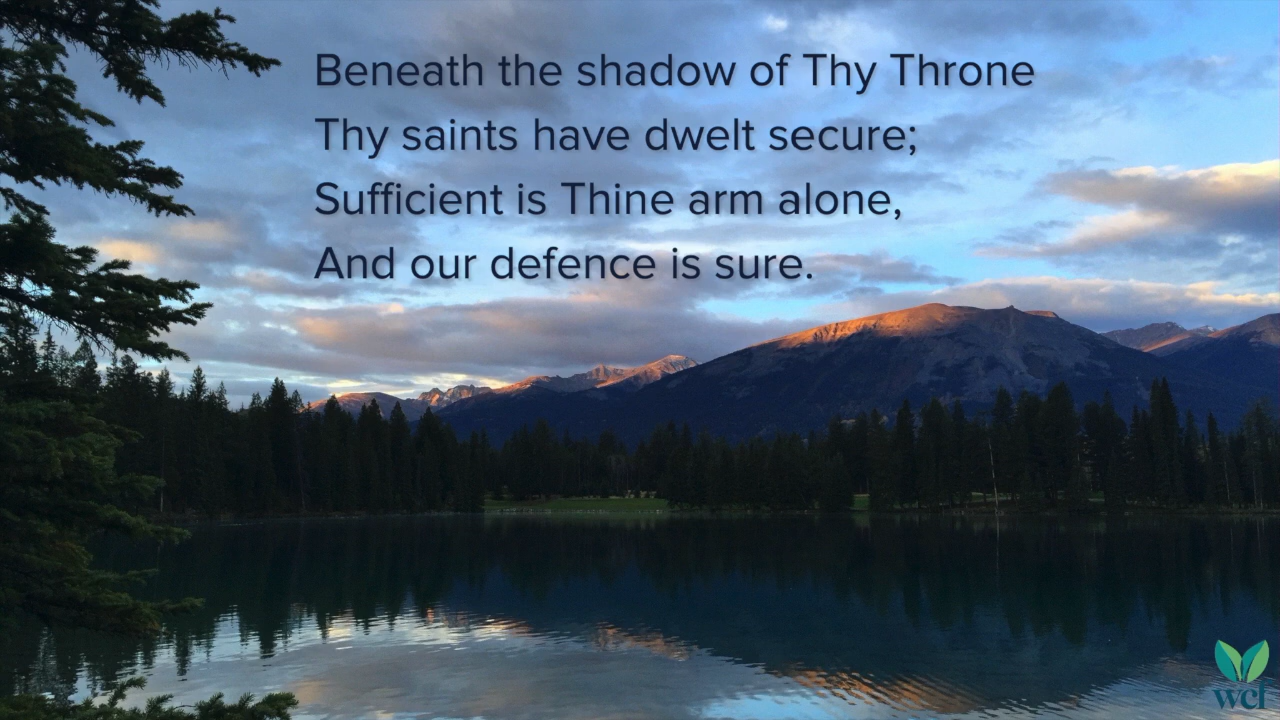 Beneath the shadow of Thy Throne
Thy saints have dwelt secure;
Sufficient is Thine arm alone,
And our defence is sure.
wcf